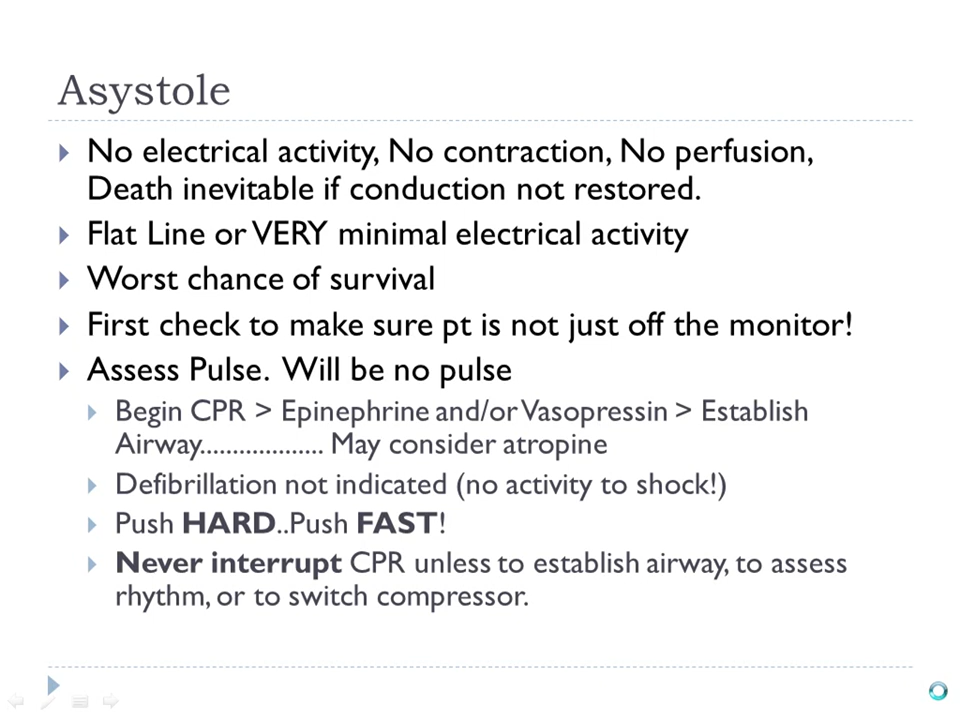 Asystole
No electrical activity, No contraction, No perfusion,
Death inevitable if conduction not restored.
Flat Line or VERY minimal electrical activity
Worst chance of survival
First check to make sure pt is not just off the monitor!
Assess Pulse.  Will be no pulse
Begin CPR > Epinephrine and/or Vasopressin > Establish
Airway................... May consider atropine
Defibrillation not indicated (no activity to shock!)
Push HARD..Push FAST!
Never interrupt CPR unless to establish airway, to assess
rhythm, or to switch compressor.